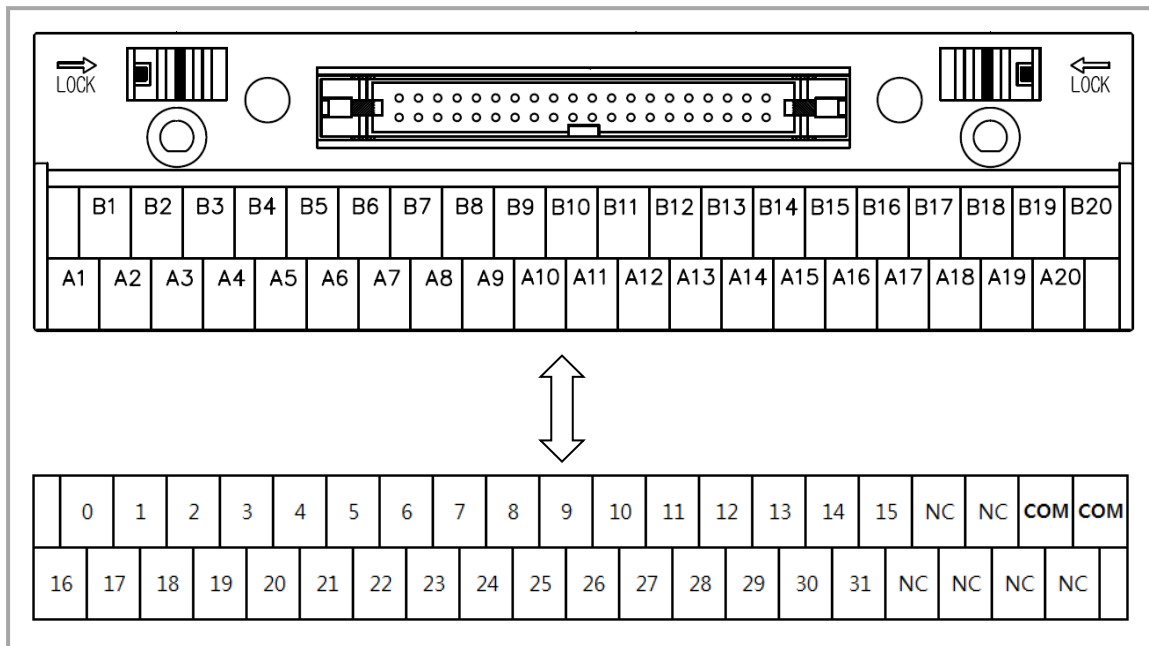 LOCK LOCK
B1 B2 B3 B4 B5 B6 B7 B8 B9 B10 B11 B12 B13 B14 B15 B16 B17 B18 B19 B20
A1 A2 A3 A4 A5 A6 A7 A8 A9 A10 A11 A12 A13 A14 A15 A16 A17 A18 A19 A20
0 1 2 3 4 5 6 7 8 9 10 11 12 13 14 15 NC NC COM COM
16 17 18 19 20 21 22 23 24 25 26 27 28 29 30 31 NC NC NC NC